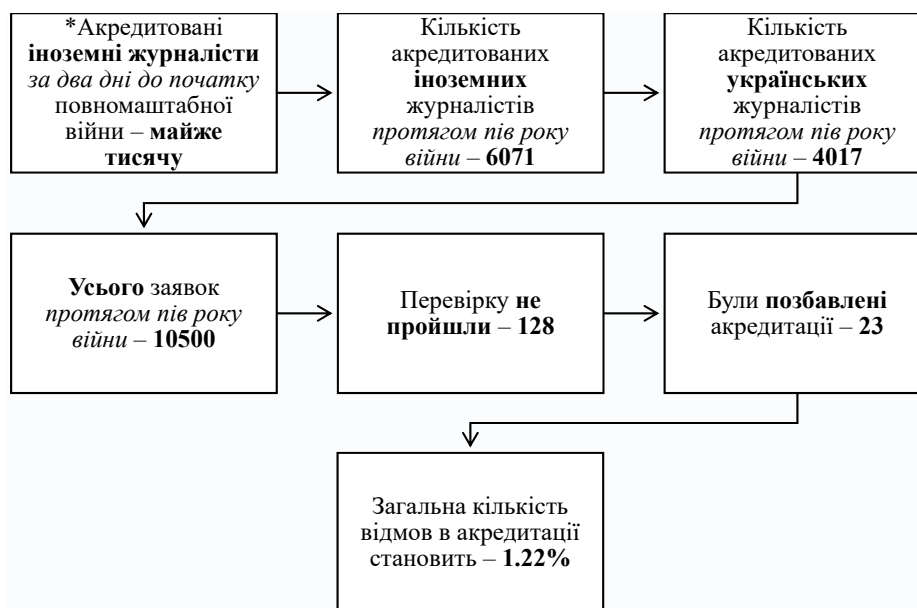 *Акредитовані
іноземні журналісти
за два дні до початку
повномаштабної
війни – майже
тисячу
Кількість
акредитованих
іноземних
журналістів
протягом пів року
війни – 6071
Кількість
акредитованих
українських
журналістів
протягом пів року
війни – 4017
Усього заявок
протягом пів року
війни – 10500
Перевірку не
пройшли – 128
Були позбавлені
акредитації – 23
Загальна кількість
відмов в акредитації
становить – 1.22%